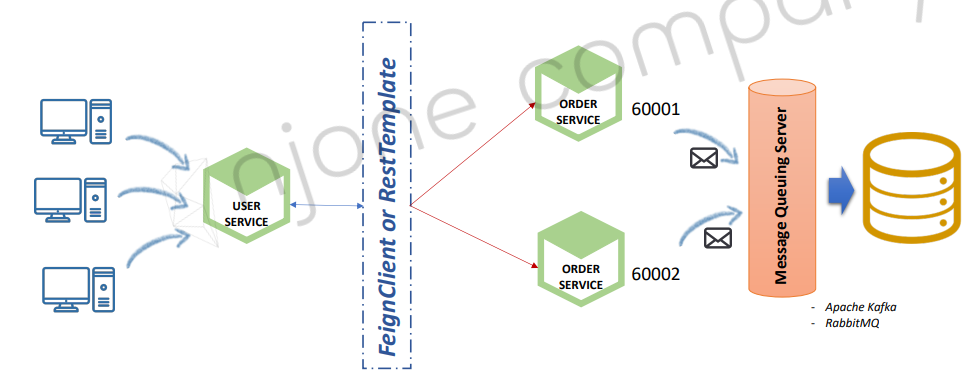 njone company
FeignClient or RestTemplate
USER
SERVICE
ORDER
SERVICE
60001
ORDER
SERVICE
60002
Message Queuing Server
- Apache Kafka
- RabbitMQ